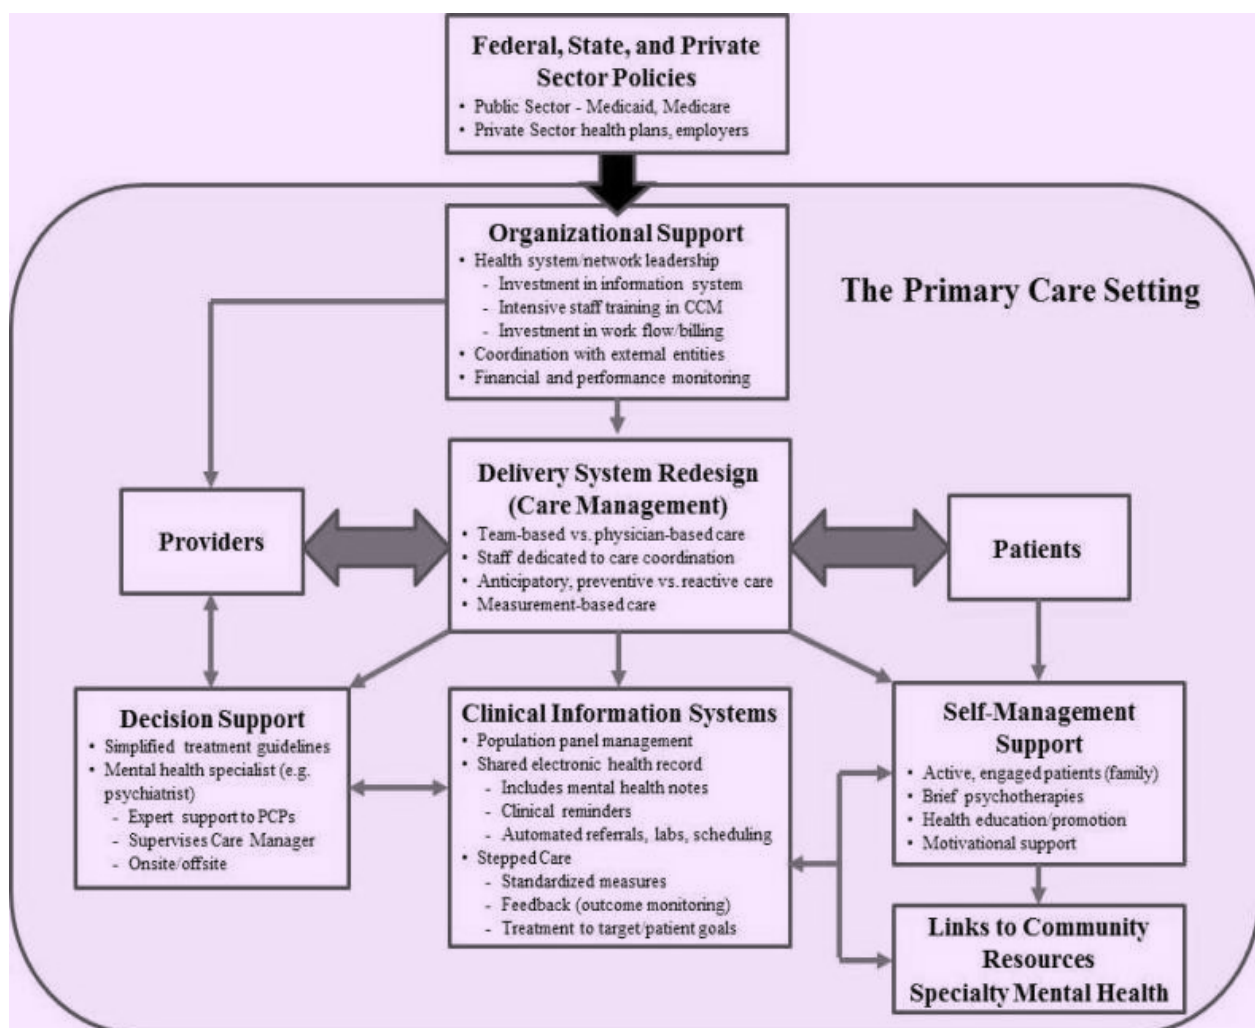 Federal, State, and Private
Sector Policies
• Public Sector - Medicaid, Medicare
• Private Sector health plans, employers
Organizational Support
• Health system/network leadership
- Investment in information system
- Intensive staff training in CCM
- Investment in work flow/billing
• Coordination with external entities
• Financial and performance monitoring
The Primary Care Setting
Providers
Delivery System Redesign
(Care Management)
• Team-based vs. physician-based care
• Staff dedicated to care coordination
• Anticipatory, preventive vs. reactive care
• Measurement-based care
Patients
Decision Support
• Simplified treatment guidelines
• Mental health specialist (e.g.
psychiatrist)
- Expert support to PCPs
- Supervises Care Manager
- Onsite/offsite
Clinical Information Systems
• Population panel management
• Shared electronic health record
- Includes mental health notes
- Clinical reminders
- Automated referrals, labs, scheduling
• Stepped Care
- Standardized measures
- Feedback (outcome monitoring)
- Treatment to target/patient goals
Self-Management
Support
• Active, engaged patients (family)
• Brief psychotherapies
• Health education/promotion
• Motivational support
Links to Community
Resources
Specialty Mental Health